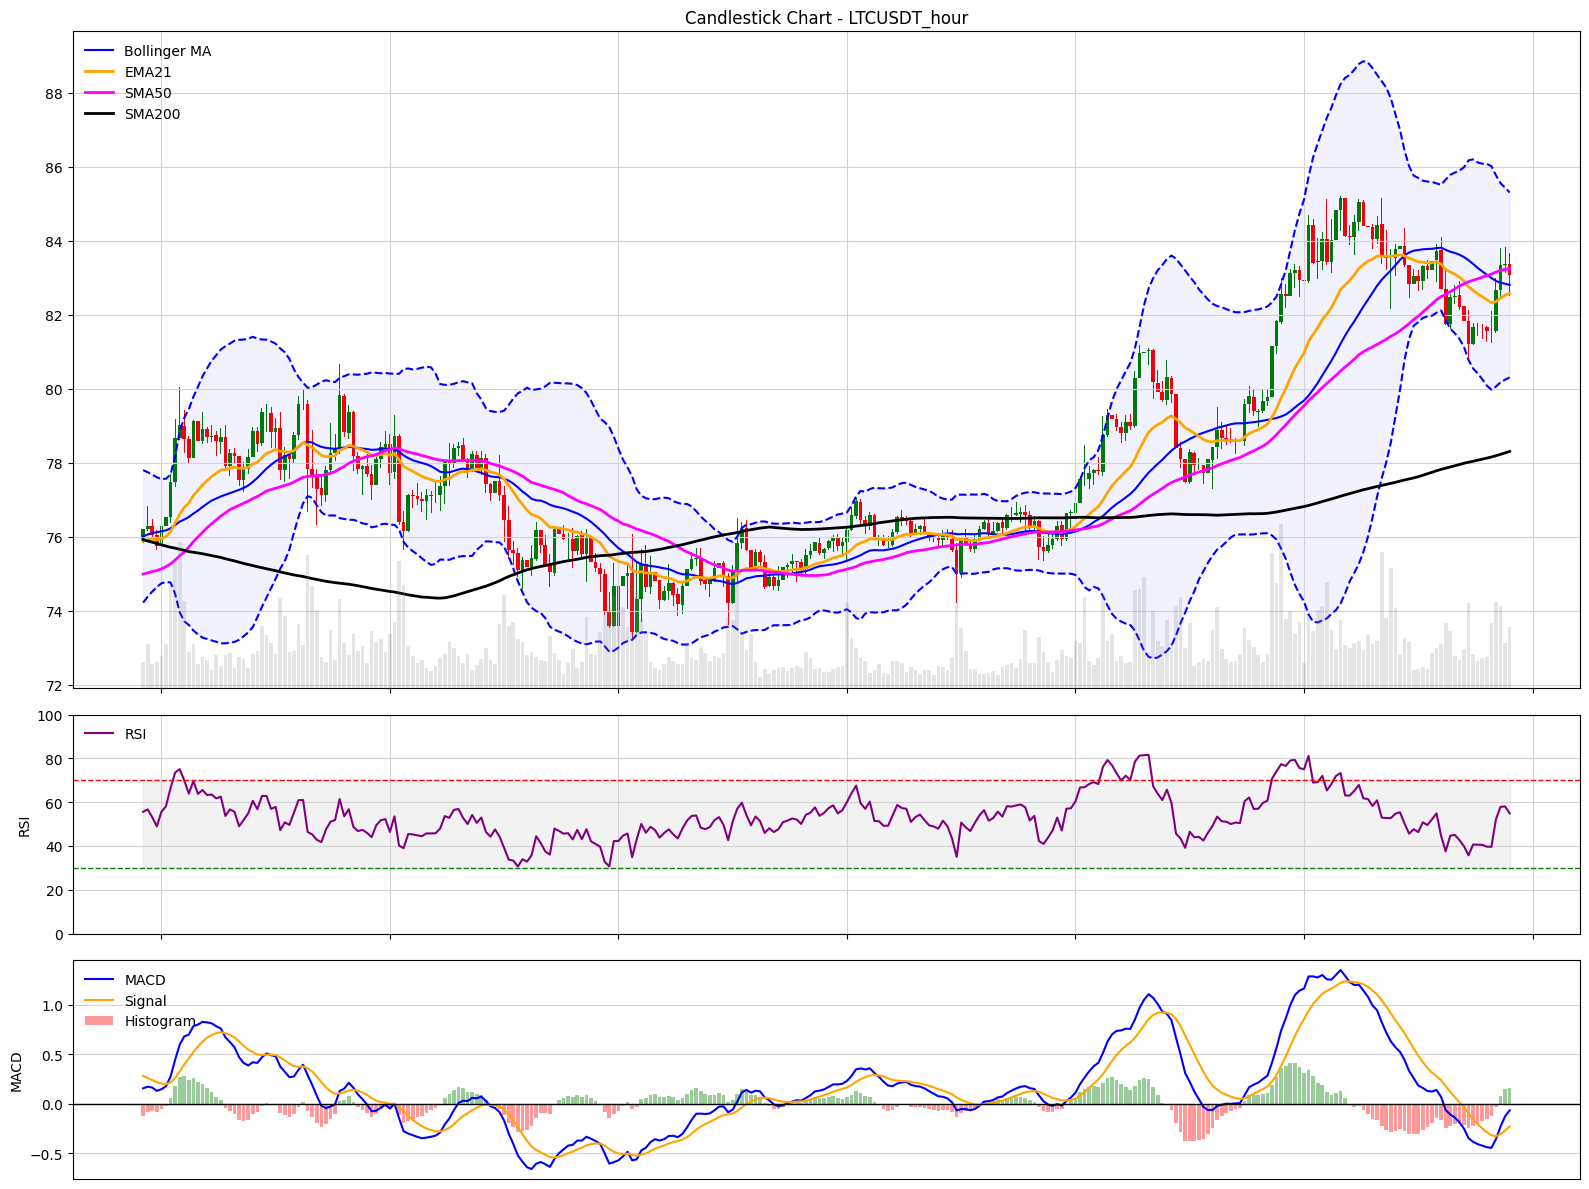 Candlestick Chart - LTCUSDT_hour
Bollinger MA
EMA21
SMA50
SMA200
88
86
84
82
80
78
76
74
72
RSI
100
80
60
40
20
0
RSI
MACD
Signal
Histogram
1.0
0.5
0.0
−0.5
MACD